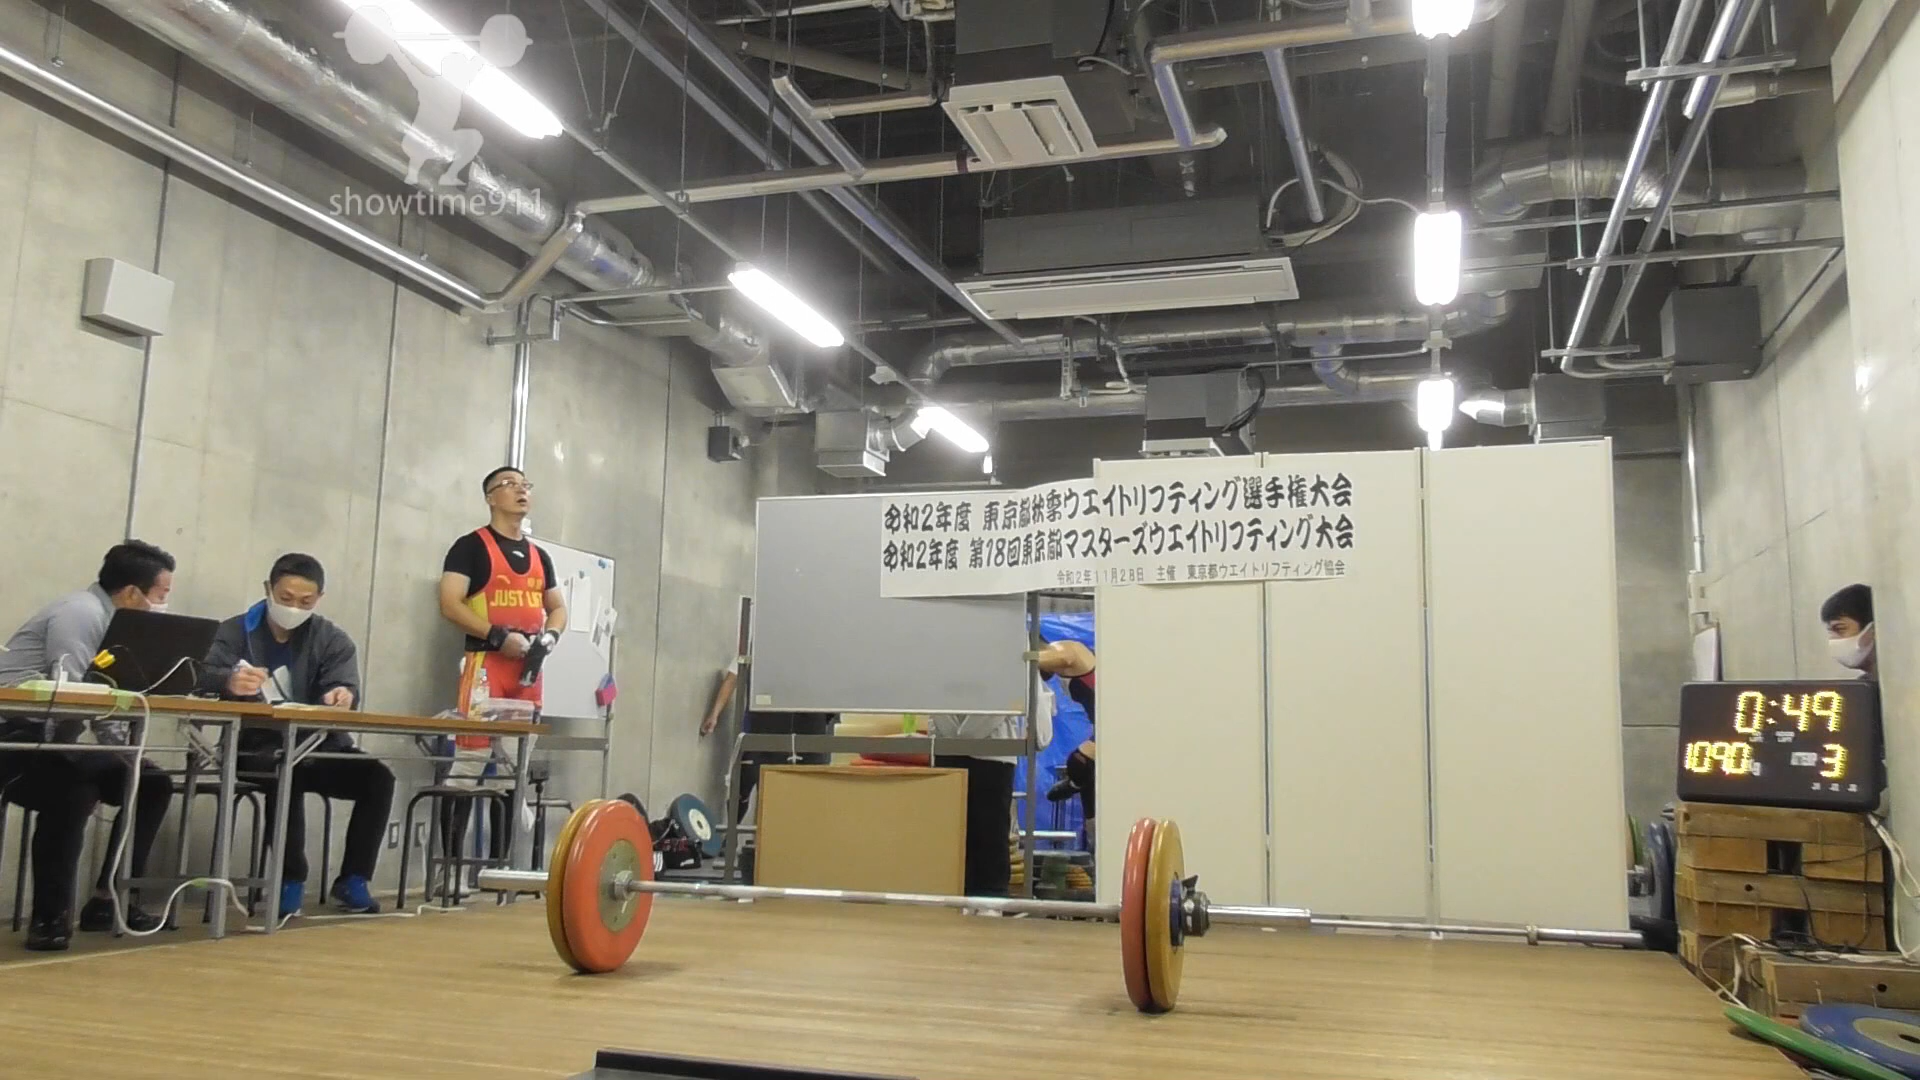 showtime911
令和2年度 東京都秋季ウエイトリフティング選手権大会
令和2年度 第18回東京都マスターズウエイトリフティング大会
令和2年11月28日 主催 東京都ウエイトリフティング協会
JUST LIFT
0:49
109.0 kg
3